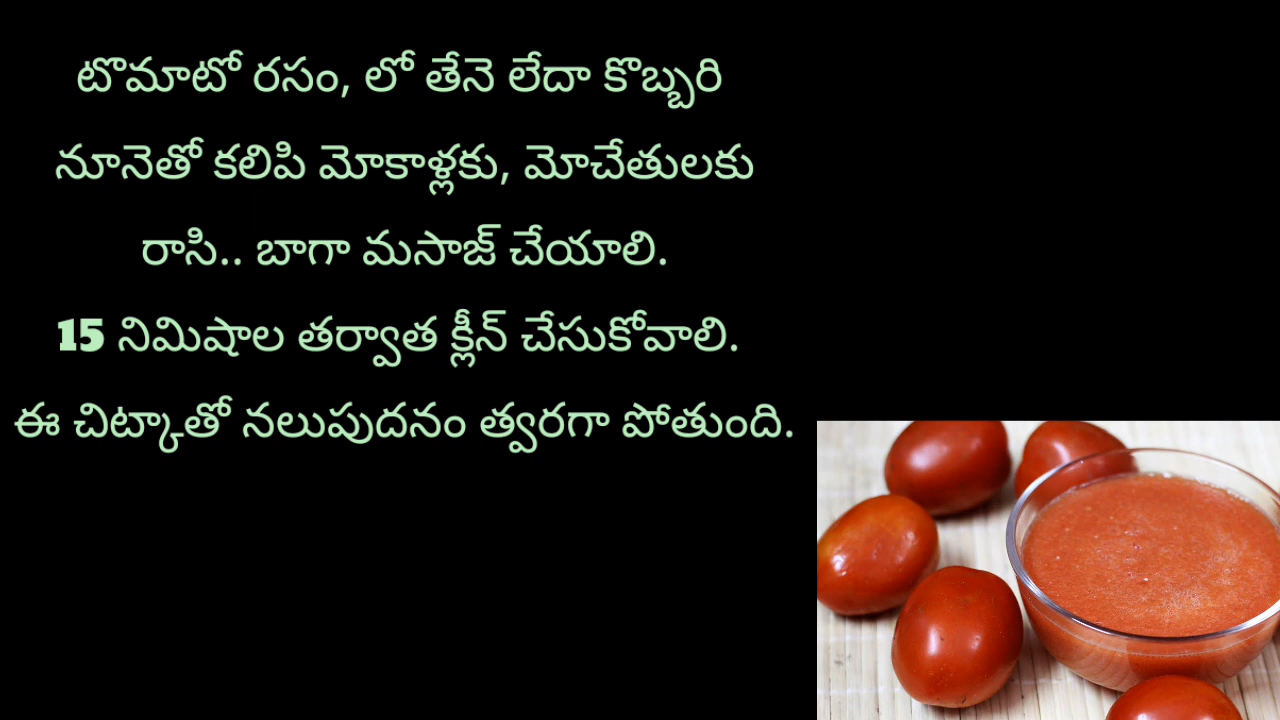 టొమాటో రసం, లో తేనె లేదా కొబ్బరి
నూనెతో కలిపి మోకాళ్లకు, మోచేతులకు
రాసి.. బాగా మసాజ్ చేయాలి.
15 నిమిషాల తర్వాత క్లీన్ చేసుకోవాలి.
ఈ చిట్కాతో నలుపుదనం త్వరగా పోతుంది.